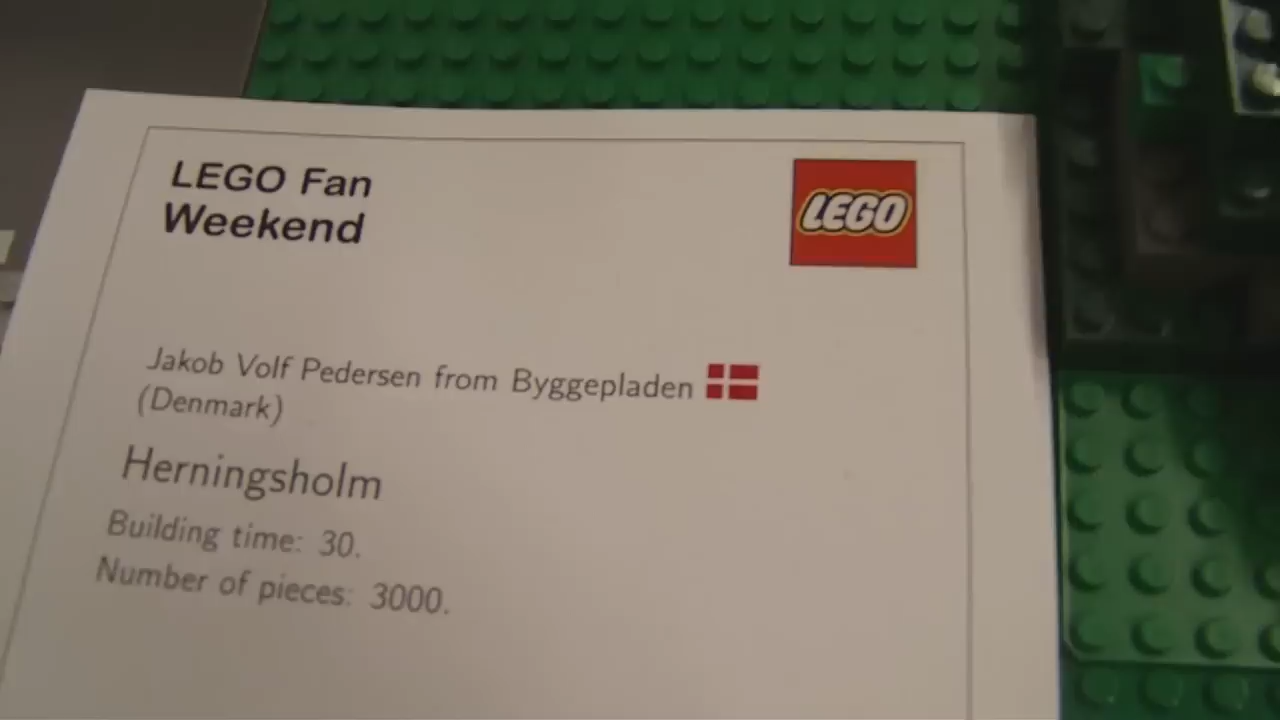 LEGO Fan
Weekend
LEGO
Jakob Volf Pedersen from Byggepladen
(Denmark)
Herningsholm
Building time: 30.
Number of pieces: 3000.